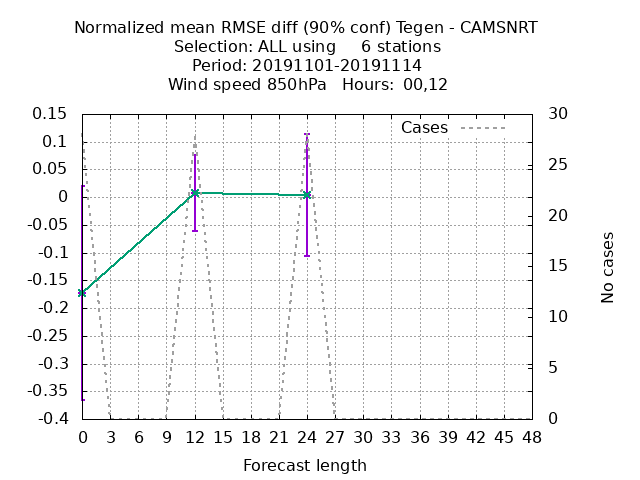 Normalized mean RMSE diff (90% conf) Tegen - CAMSNRT
Selection: ALL using 6 stations
Period: 20191101-20191114
Wind speed 850hPa Hours: 00,12
Cases
0.15
0.1
0.05
0
-0.05
-0.1
-0.15
-0.2
-0.25
-0.3
-0.35
-0.4
30
25
20
15
10
5
0
No cases
0 3 6 9 12 15 18 21 24 27 30 33 36 39 42 45 48
Forecast length